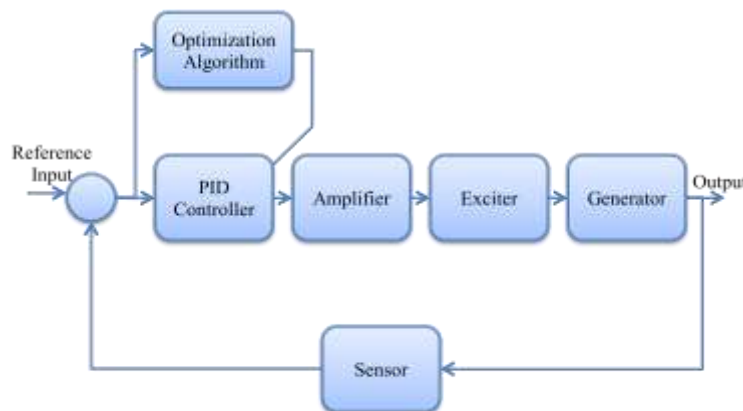 Optimization
Algorithm
Reference
Input
PID
Controller
Amplifier
Exciter
Generator
Output
Sensor